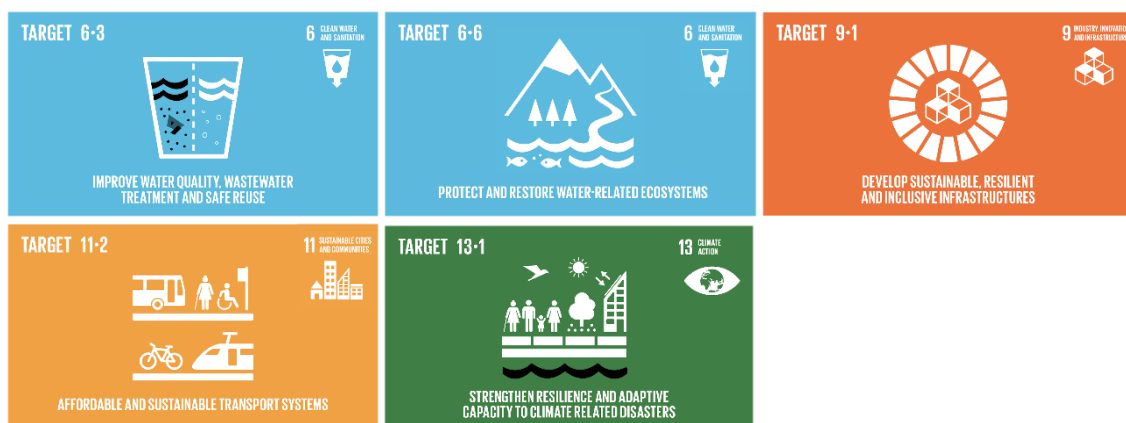 TARGET 6·3
6 CLEAN WATER
AND SANITATION
IMPROVE WATER QUALITY, WASTEWATER
TREATMENT AND SAFE REUSE
TARGET 6·6
6 CLEAN WATER
AND SANITATION
PROTECT AND RESTORE WATER-RELATED ECOSYSTEMS
TARGET 9·1
9 INDUSTRY, INNOVATION
AND INFRASTRUCTURE
DEVELOP SUSTAINABLE, RESILIENT
AND INCLUSIVE INFRASTRUCTURES
TARGET 11·2
11 SUSTAINABLE CITIES
AND COMMUNITIES
AFFORDABLE AND SUSTAINABLE TRANSPORT SYSTEMS
TARGET 13·1
13 CLIMATE
ACTION
STRENGTHEN RESILIENCE AND ADAPTIVE
CAPACITY TO CLIMATE RELATED DISASTERS